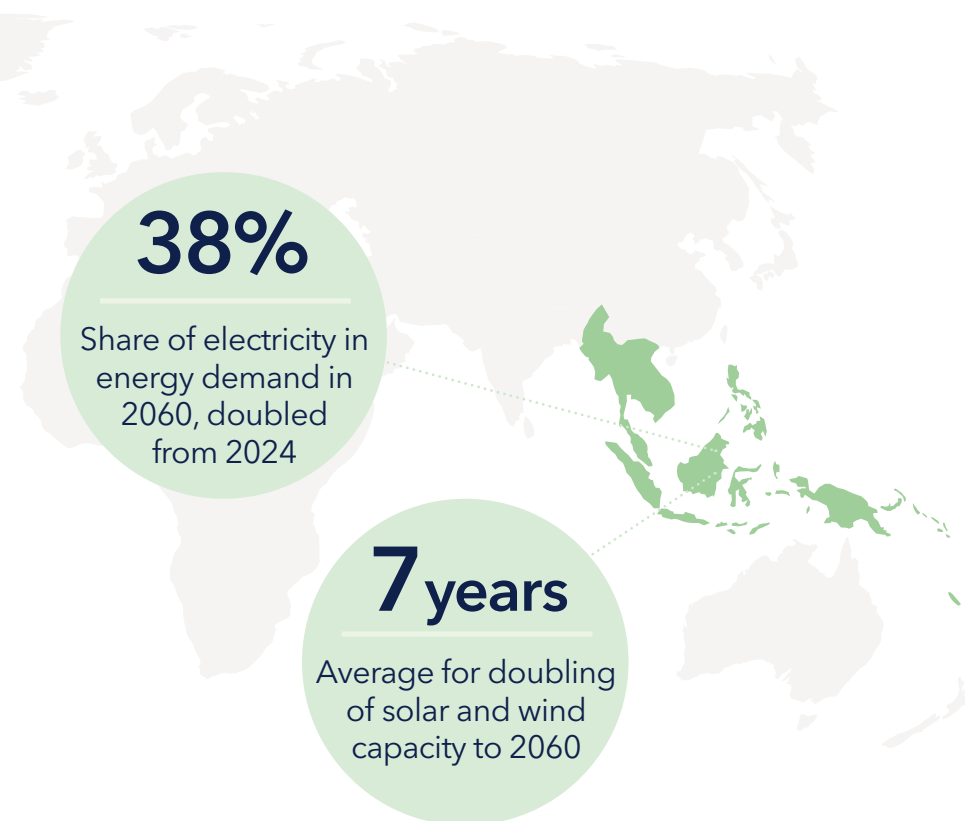 38%
Share of electricity in
energy demand in
2060, doubled
from 2024
7 years
Average for doubling
of solar and wind
capacity to 2060